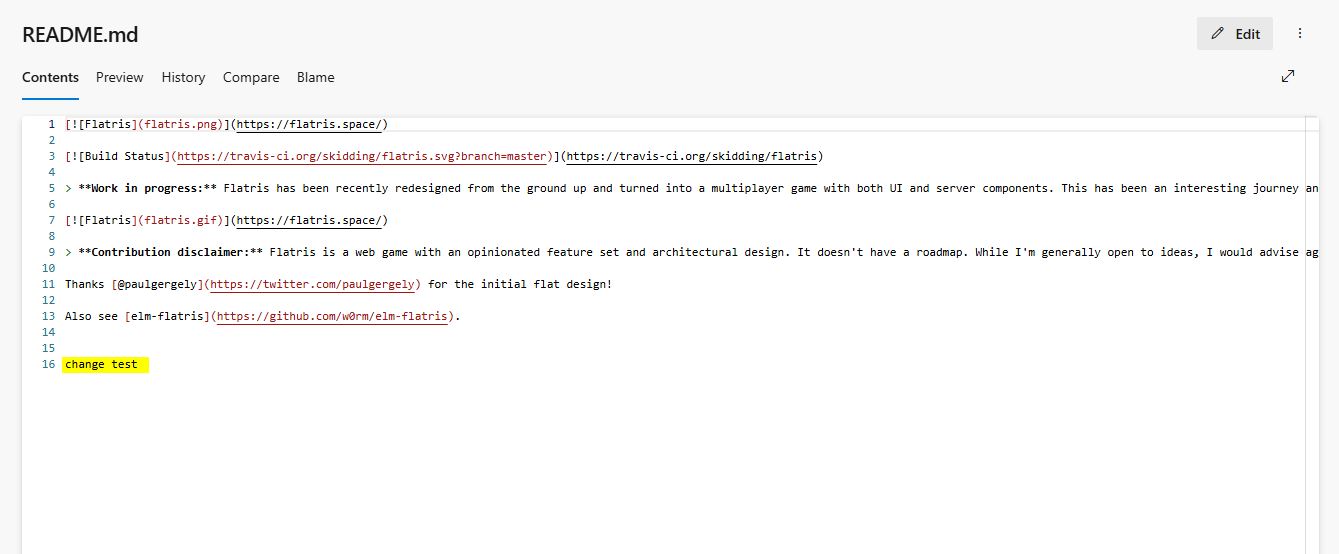 README.md
Edit
Contents Preview History Compare Blame
1 [![Flatris](flatris.png)](https://flatris.space/)
2
3 [![Build Status](https://travis-ci.org/skidding/flatris.svg?branch=master)](https://travis-ci.org/skidding/flatris)
4
5 > **Work in progress:** Flatris has been recently redesigned from the ground up and turned into a multiplayer game with both UI and server components. This has been an interesting journey an
6
7 [![Flatris](flatris.gif)](https://flatris.space/)
8
9 > **Contribution disclaimer:** Flatris is a web game with an opinionated feature set and architectural design. It doesn't have a roadmap. While I'm generally open to ideas, I would advise ag
10
11 Thanks [@paulgergely](https://twitter.com/paulgergely) for the initial flat design!
12
13 Also see [elm-flatris](https://github.com/w0rm/elm-flatris).
14
15
16 change test